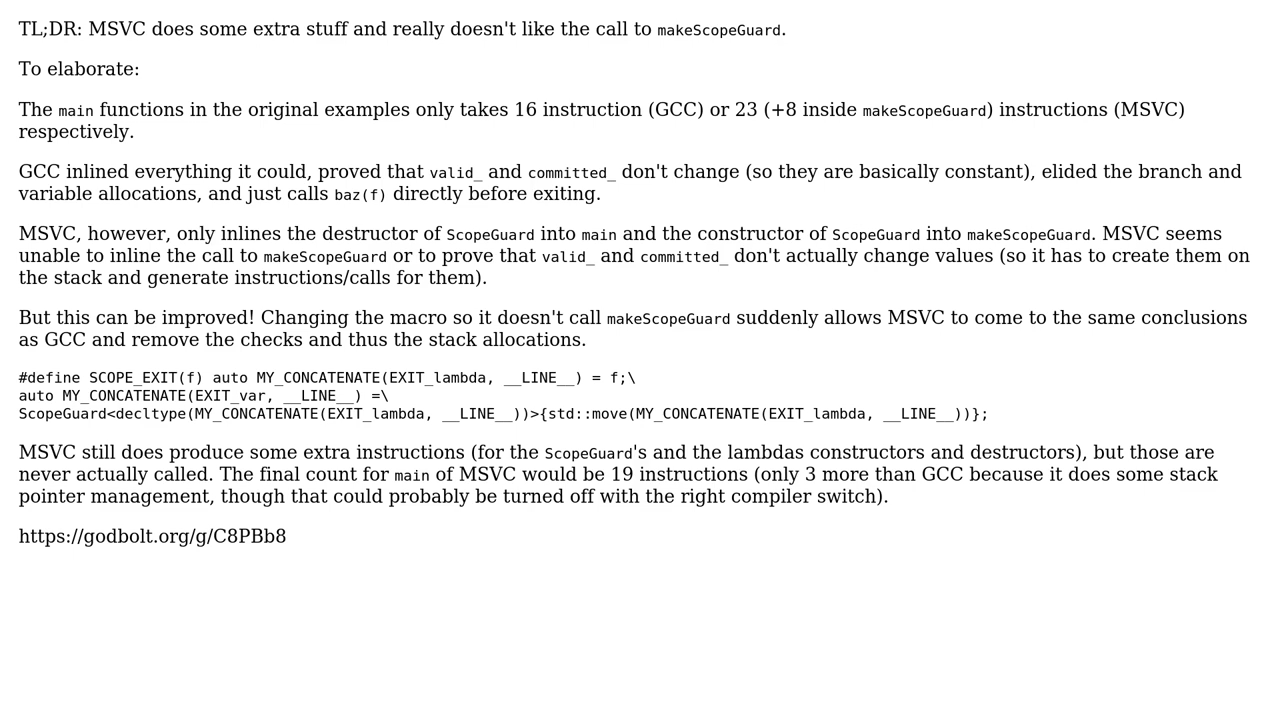 TL;DR: MSVC does some extra stuff and really doesn't like the call to makeScopeGuard.
To elaborate:
The main functions in the original examples only takes 16 instruction (GCC) or 23 (+8 inside makeScopeGuard) instructions (MSVC)
respectively.
GCC inlined everything it could, proved that valid_ and committed_ don't change (so they are basically constant), elided the branch and
variable allocations, and just calls baz(f) directly before exiting.
MSVC, however, only inlines the destructor of ScopeGuard into main and the constructor of ScopeGuard into makeScopeGuard. MSVC seems
unable to inline the call to makeScopeGuard or to prove that valid_ and committed_ don't actually change values (so it has to create them on
the stack and generate instructions/calls for them).
But this can be improved! Changing the macro so it doesn't call makeScopeGuard suddenly allows MSVC to come to the same conclusions
as GCC and remove the checks and thus the stack allocations.
#define SCOPE_EXIT(f) auto MY_CONCATENATE(EXIT_lambda, __LINE__) = f;\
auto MY_CONCATENATE(EXIT_var, __LINE__) =\
ScopeGuard<decltype(MY_CONCATENATE(EXIT_lambda, __LINE__))>{std::move(MY_CONCATENATE(EXIT_lambda, __LINE__))};
MSVC still does produce some extra instructions (for the ScopeGuard's and the lambdas constructors and destructors), but those are
never actually called. The final count for main of MSVC would be 19 instructions (only 3 more than GCC because it does some stack
pointer management, though that could probably be turned off with the right compiler switch).
https://godbolt.org/g/C8PBb8